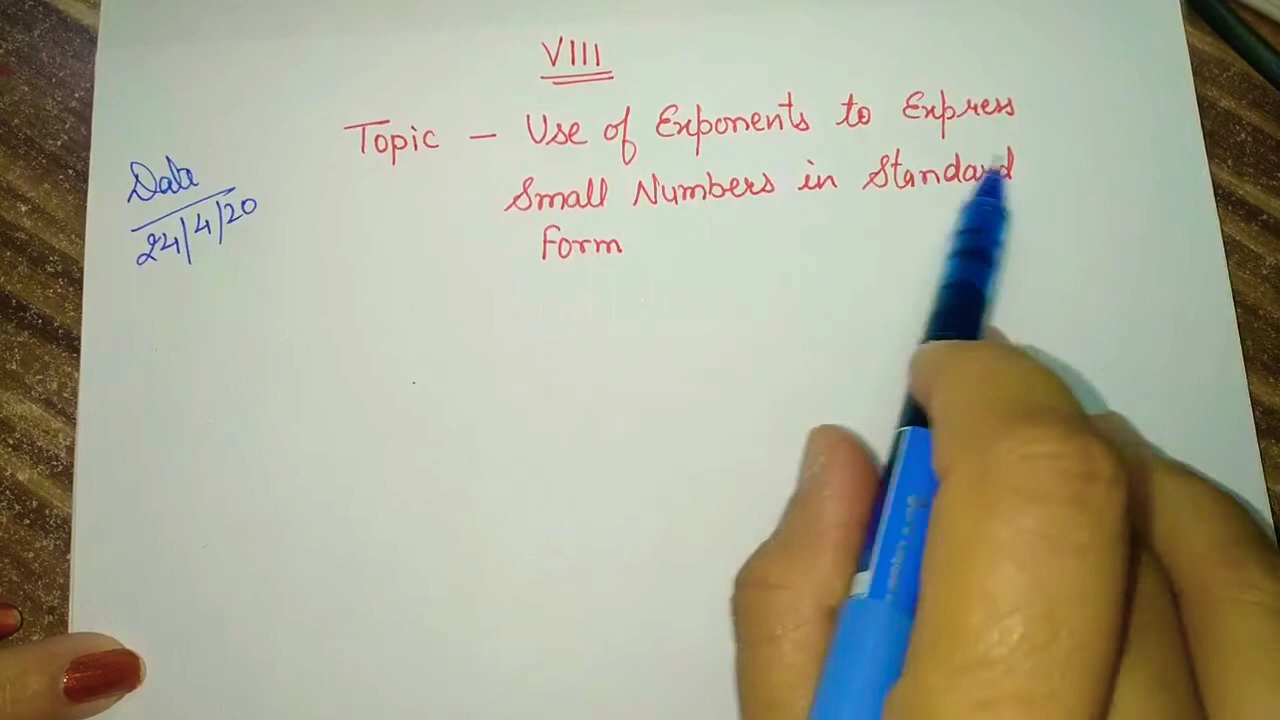 VIII
Topic - Use of Exponents to Express
Small Numbers in Standard
Form
Date
24/4/20